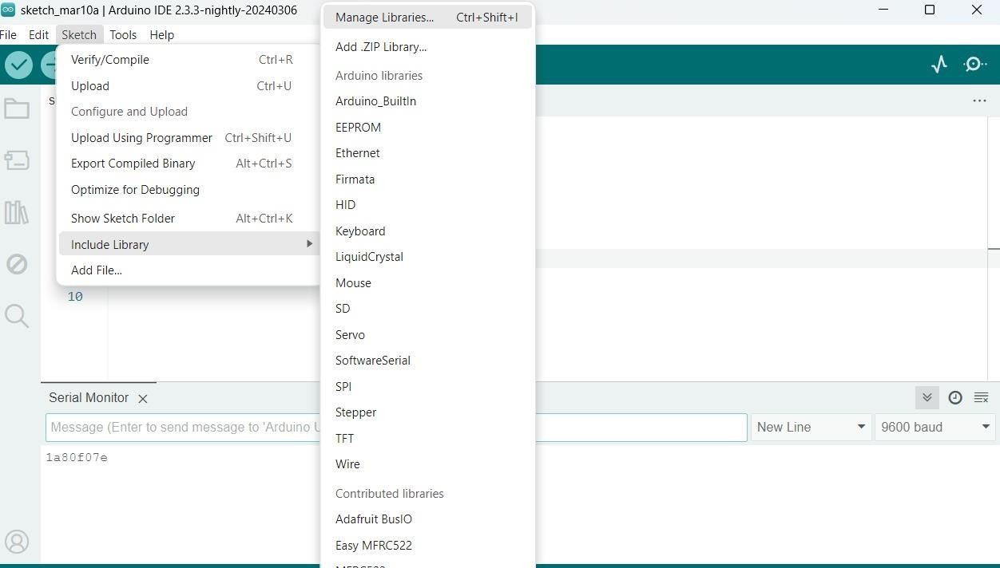 sketch_mar10a | Arduino IDE 2.3.3-nightly-20240306
File Edit Sketch Tools Help
Verify/Compile Ctrl+R
Upload Ctrl+U
Configure and Upload
Upload Using Programmer Ctrl+Shift+U
Export Compiled Binary Alt+Ctrl+S
Optimize for Debugging
Show Sketch Folder Alt+Ctrl+K
Include Library
Add File...
Manage Libraries... Ctrl+Shift+I
Add .ZIP Library...
Arduino libraries
Arduino_BuiltIn
EEPROM
Ethernet
Firmata
HID
Keyboard
LiquidCrystal
Mouse
SD
Servo
SoftwareSerial
SPI
Stepper
TFT
Wire
Contributed libraries
Adafruit BusIO
Easy MFRC522
MFRC522
10
Serial Monitor
Message (Enter to send message to 'Arduino
New Line
9600 baud
1a80f07e